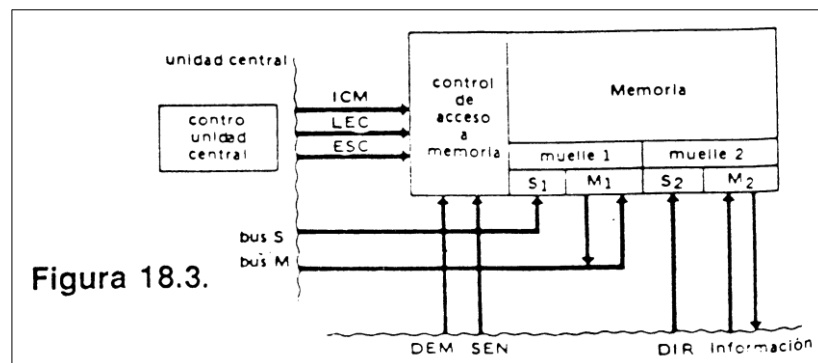 unidad central
ICM
LEC
ESC
contro
unidad
central
control
de
acceso
a
memoria
Memoria
muelle 1
muelle 2
S1
M1
S2
M2
bus S
bus M
Figura 18.3.
DEM SEN
DIR Información